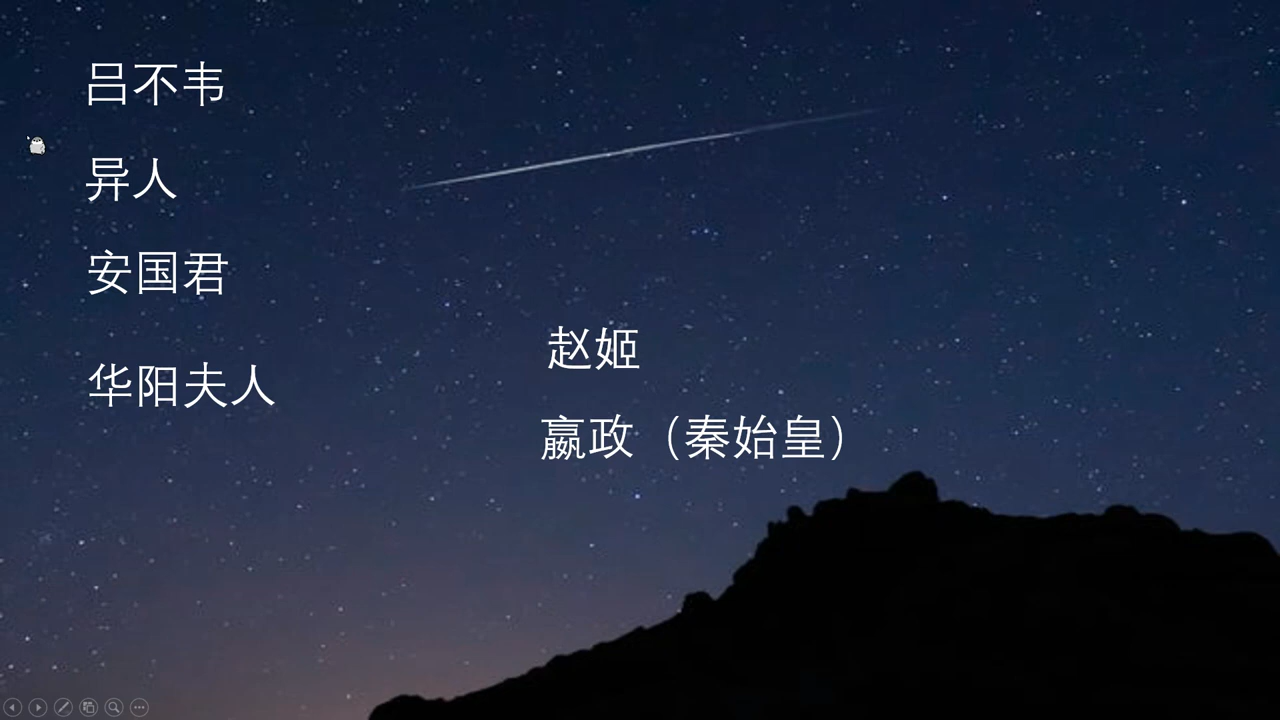 吕不韦
异人
安国君
华阳夫人
赵姬
嬴政（秦始皇）